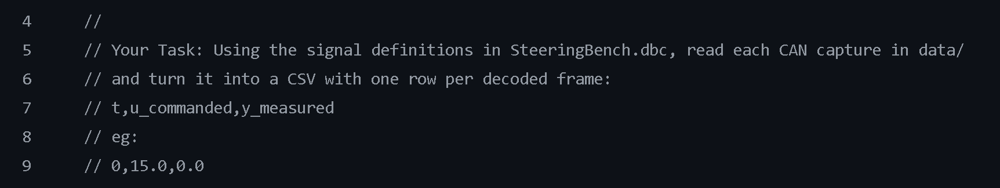 4 //
5 // Your Task: Using the signal definitions in SteeringBench.dbc, read each CAN capture in data/
6 // and turn it into a CSV with one row per decoded frame:
7 // t,u_commanded,y_measured
8 // eg:
9 // 0,15.0,0.0